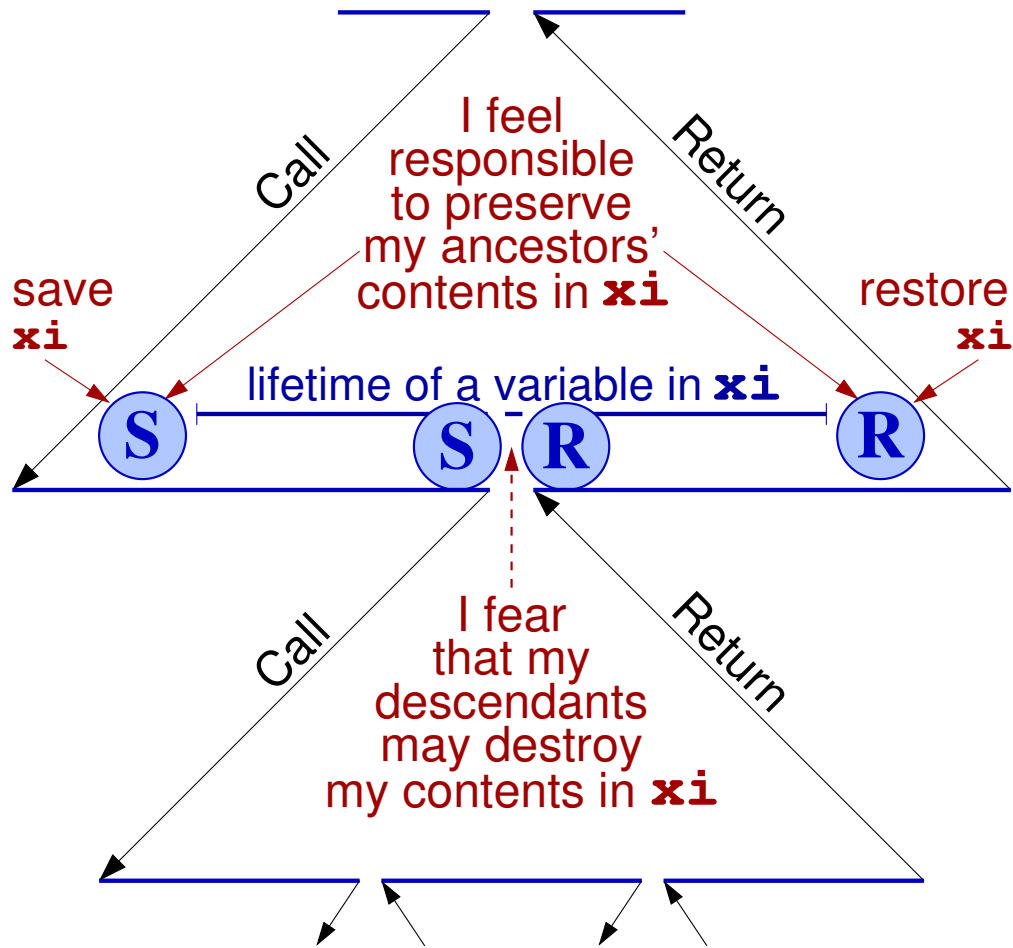 Call
I feel
responsible
to preserve
my ancestors’
contents in xi
Return
save
xi
restore
xi
lifetime of a variable in xi
S
S
R
R
Call
I fear
that my
descendants
may destroy
my contents in xi
Return